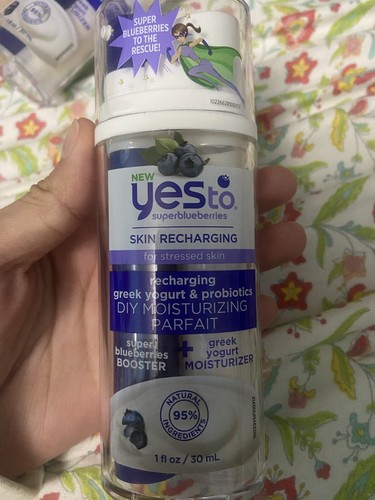 SUPER
BLUEBERRIES
TO THE
RESCUE!
NEW
yes to
superblueberries
SKIN RECHARGING
for stressed skin
recharging
greek yogurt & probiotics
DIY MOISTURIZING
PARFAIT
super blueberries BOOSTER + greek yogurt MOISTURIZER
NATURAL
95%
INGREDIENTS
1 fl oz / 30 mL